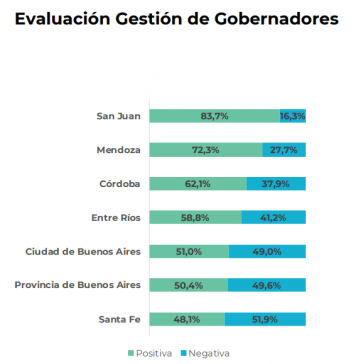 Evaluación Gestión de Gobernadores
San Juan 83,7% 16,3%
Mendoza 72,3% 27,7%
Córdoba 62,1% 37,9%
Entre Ríos 58,8% 41,2%
Ciudad de Buenos Aires 51,0% 49,0%
Provincia de Buenos Aires 50,4% 49,6%
Santa Fe 48,1% 51,9%
Positiva Negativa